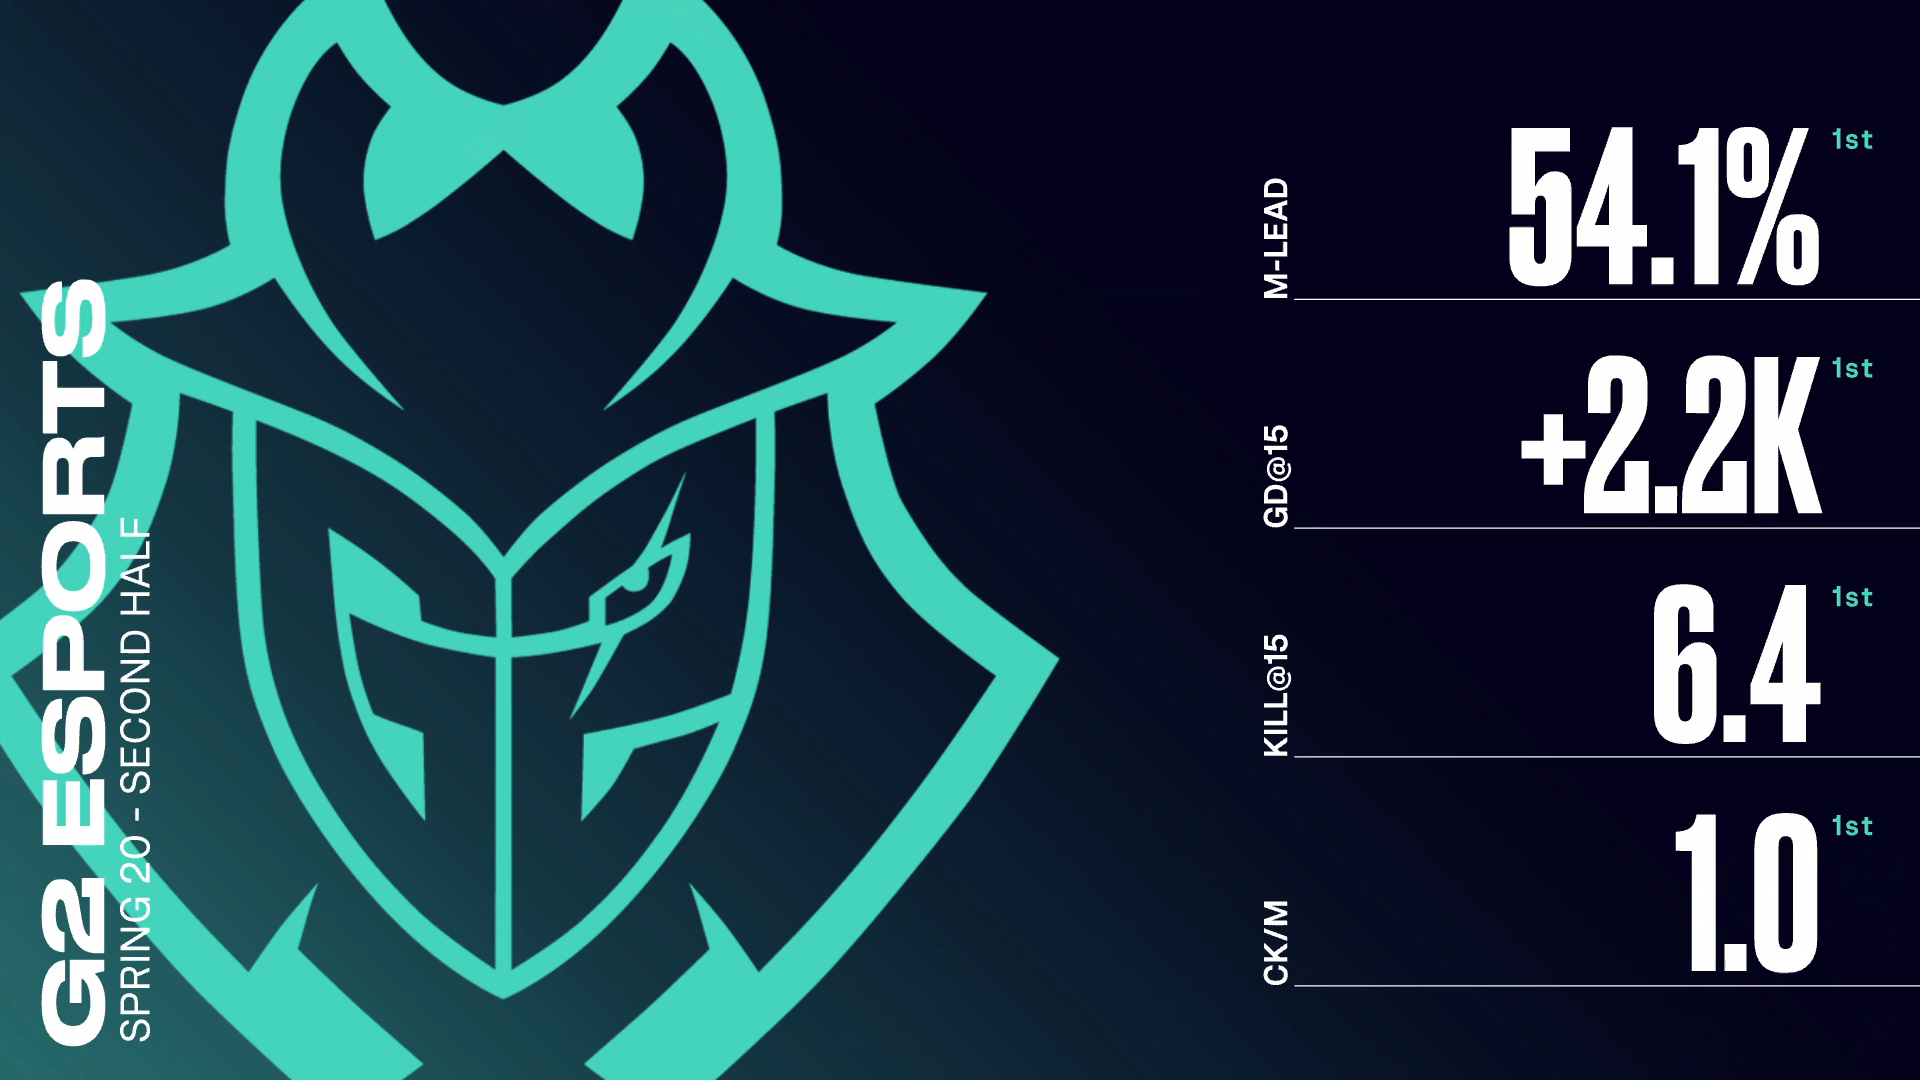 G2 ESPORTS
SPRING 20 - SECOND HALF
M-LEAD
54.1%
1st
GD@15
+2.2K
1st
KILL@15
6.4
1st
CK/M
1.0
1st